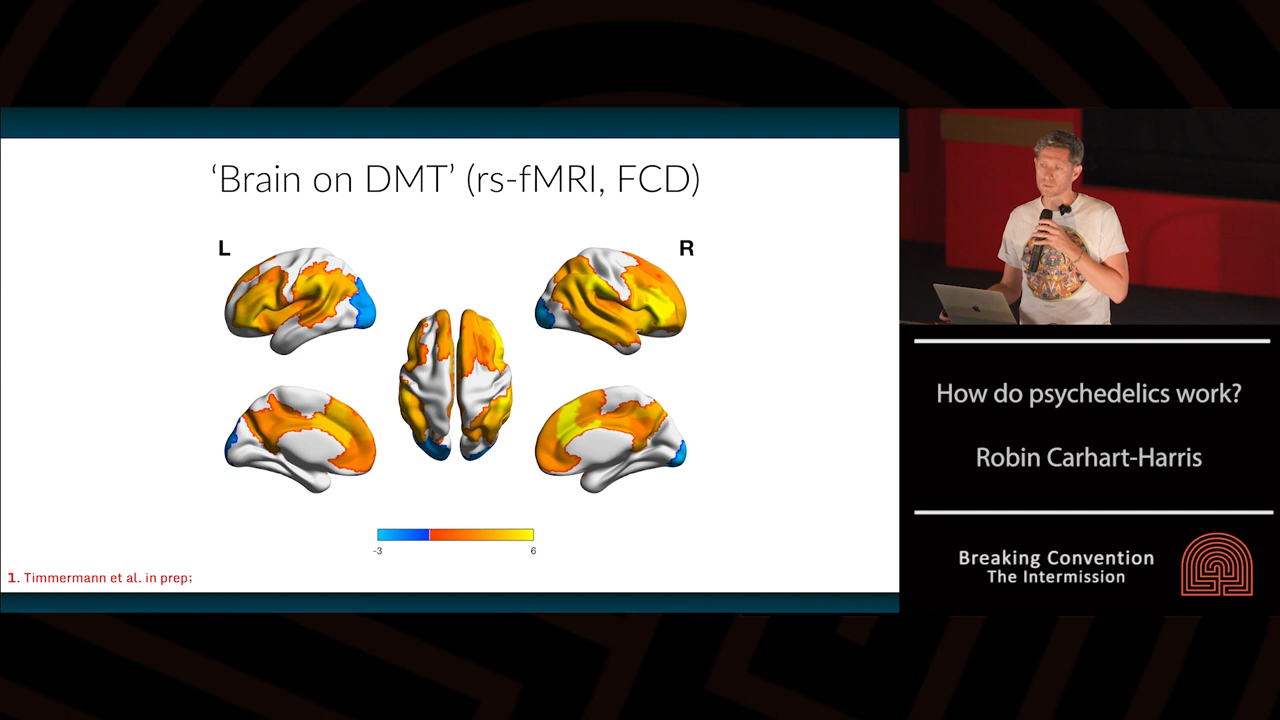 ‘Brain on DMT’ (rs-fMRI, FCD)
L
R
-3
6
1. Timmermann et al. in prep;
How do psychedelics work?
Robin Carhart-Harris
Breaking Convention
The Intermission